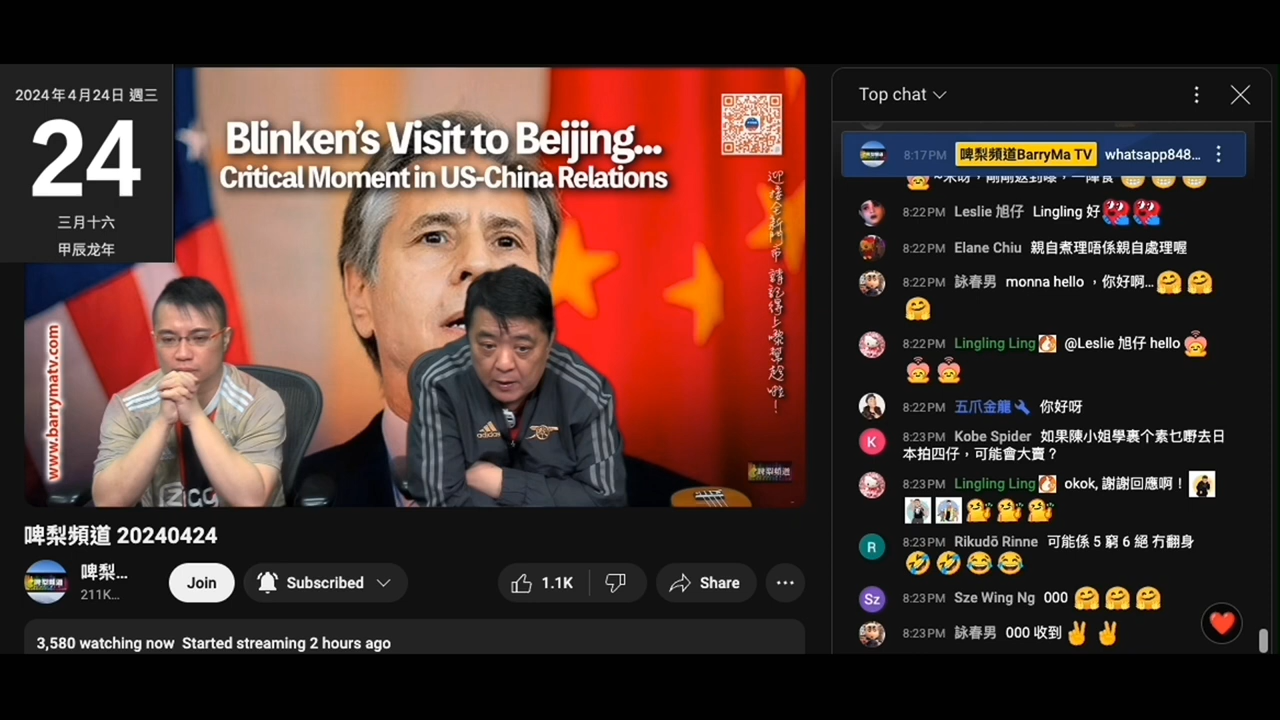 2024年4月24日 週三
24
三月十六
甲辰龙年
Blinken's Visit to Beijing...
Critical Moment in US-China Relations
www.barrymatv.com
啤梨頻道
啤梨頻道 20240424
啤梨...
211K...
Join
Subscribed
1.1K
Share
3,580 watching now Started streaming 2 hours ago
Top chat
8:17PM 啤梨頻道BarryMa TV whatsapp848...
8:22PM Leslie 旭仔 Lingling 好
8:22PM Elane Chiu 親自煮理唔係親自處理喔
8:22PM 詠春男 monna hello ，你好啊...
8:22PM Lingling Ling @Leslie 旭仔 hello
8:22PM 五爪金龍 你好呀
K
8:23PM Kobe Spider 如果陳小姐學裏个素乜嘢去日
本拍四仔，可能會大賣？
8:23PM Lingling Ling okok, 謝謝回應啊！
R
8:23PM Rikudō Rinne 可能係 5 窮 6 絕 冇翻身
Sz
8:23PM Sze Wing Ng 000
8:23PM 詠春男 000 收到